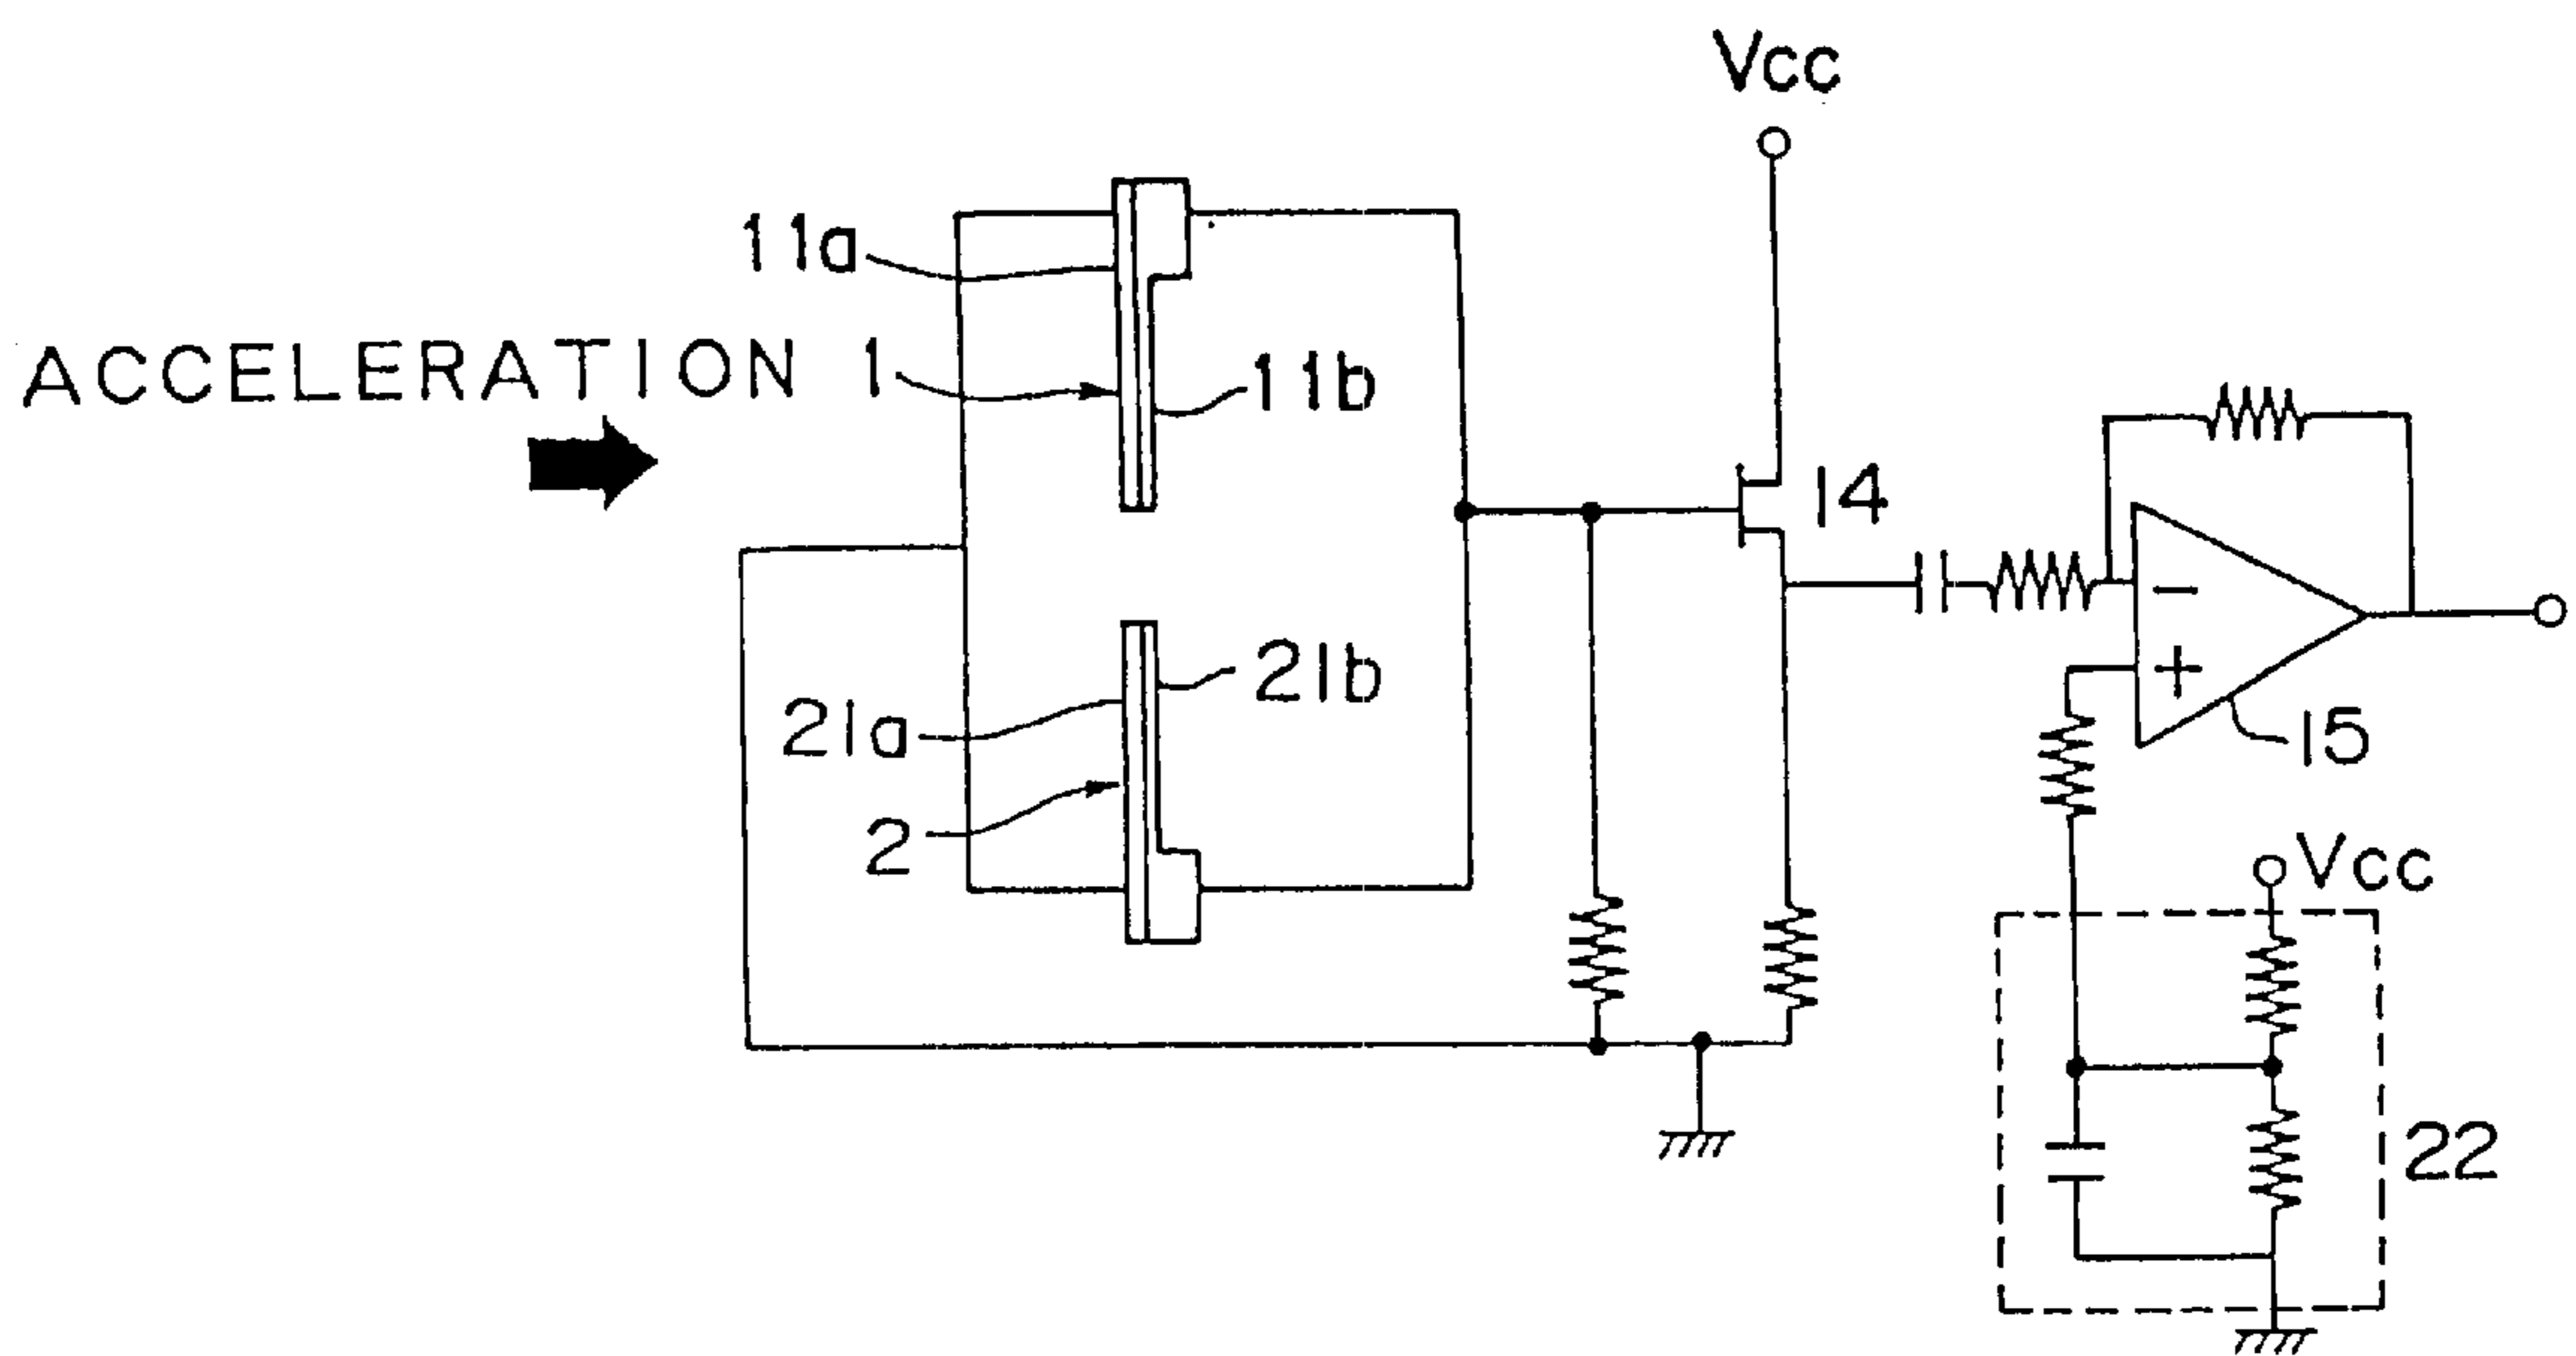 Vcc
11a
ACCELERATION 1
11b
14
−
21b
21a
+
15
2
Vcc
22